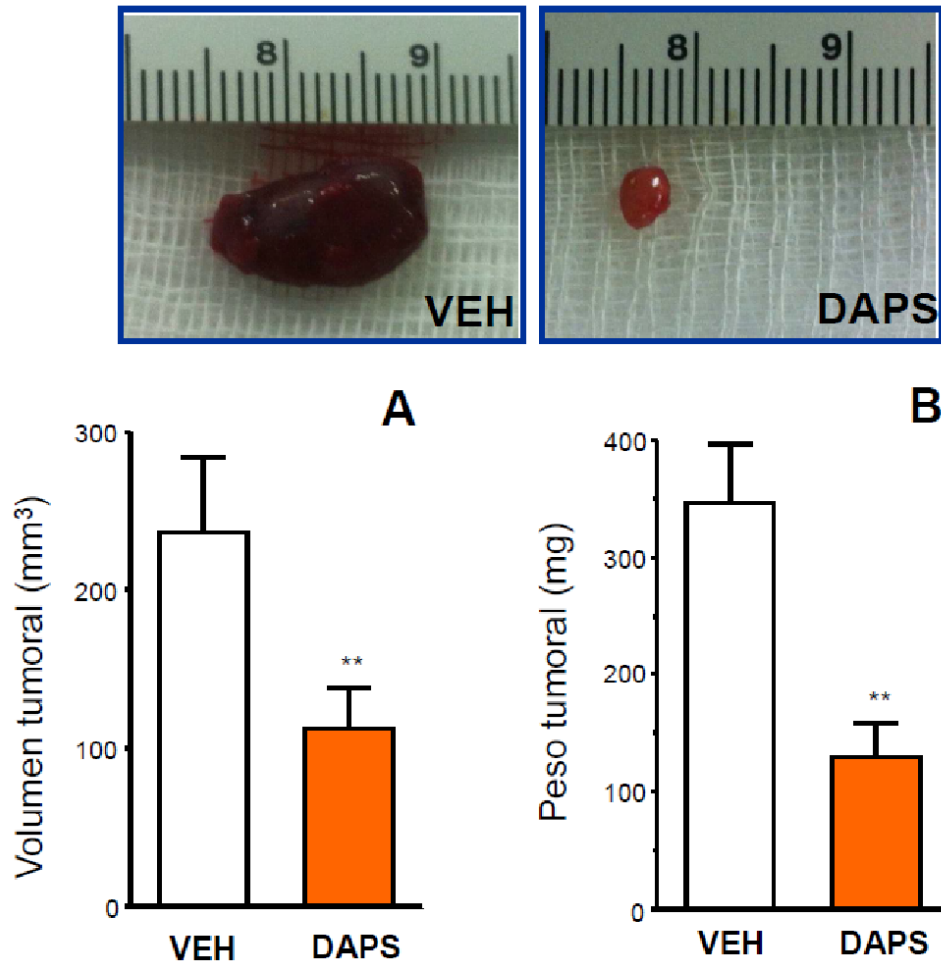 8 9
VEH
8 9
DAPS
A
Volumen tumoral (mm³)
300
200
100
0
**
VEH DAPS
B
Peso tumoral (mg)
400
300
200
100
0
**
VEH DAPS